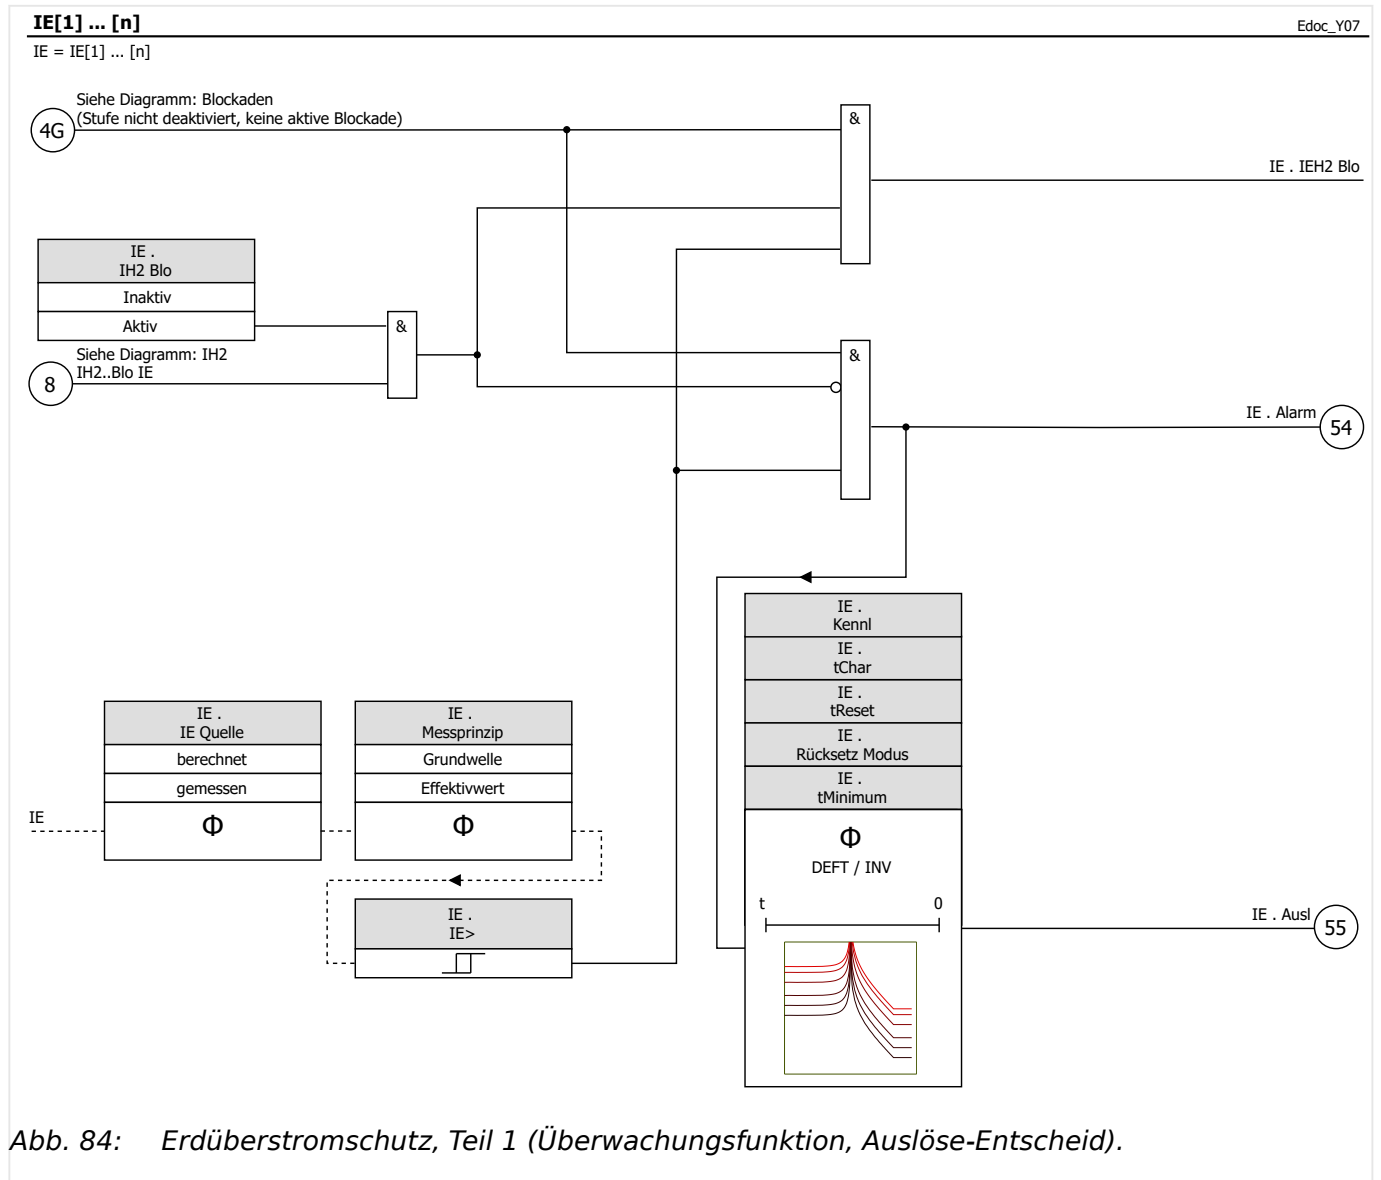 IE[1] ... [n]
Edoc_Y07
IE = IE[1] ... [n]
Siehe Diagramm: Blockaden
4G
(Stufe nicht deaktiviert, keine aktive Blockade)
&
IE . IEH2 Blo
IE .
IH2 Blo
Inaktiv
Aktiv
&
Siehe Diagramm: IH2
8
IH2..Blo IE
&
IE . Alarm
54
IE .
Kennl
IE .
tChar
IE .
tReset
IE .
Rücksetz Modus
IE .
tMinimum
Φ
DEFT / INV
t
0
IE .
IE Quelle
berechnet
gemessen
Φ
IE .
Messprinzip
Grundwelle
Effektivwert
Φ
IE
IE .
IE>
IE . Ausl
55
Abb. 84: Erdüberstromschutz, Teil 1 (Überwachungsfunktion, Auslöse-Entscheid).